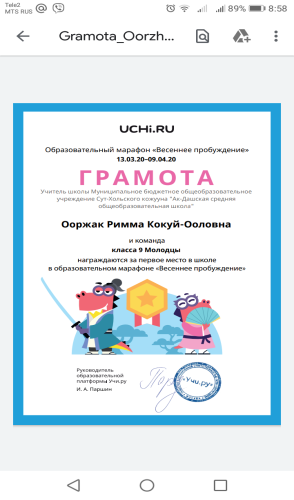 Tele2
MTS RUS
89%
8:58
Gramota_Oorzh...
UCHi.RU
Образовательный марафон «Весеннее пробуждение»
13.03.20–09.04.20
ГРАМОТА
Учитель школы Муниципальное бюджетное общеобразовательное
учреждение Сут-Хольского кожууна "Ак-Дашская средняя
общеобразовательная школа"
Ооржак Римма Кокуй-Ооловна
и команда
класса 9 Молодцы
награждаются за первое место в школе
в образовательном марафоне «Весеннее пробуждение»
Руководитель
образовательной
платформы Учи.ру
И. А. Паршин
«Учи.ру»